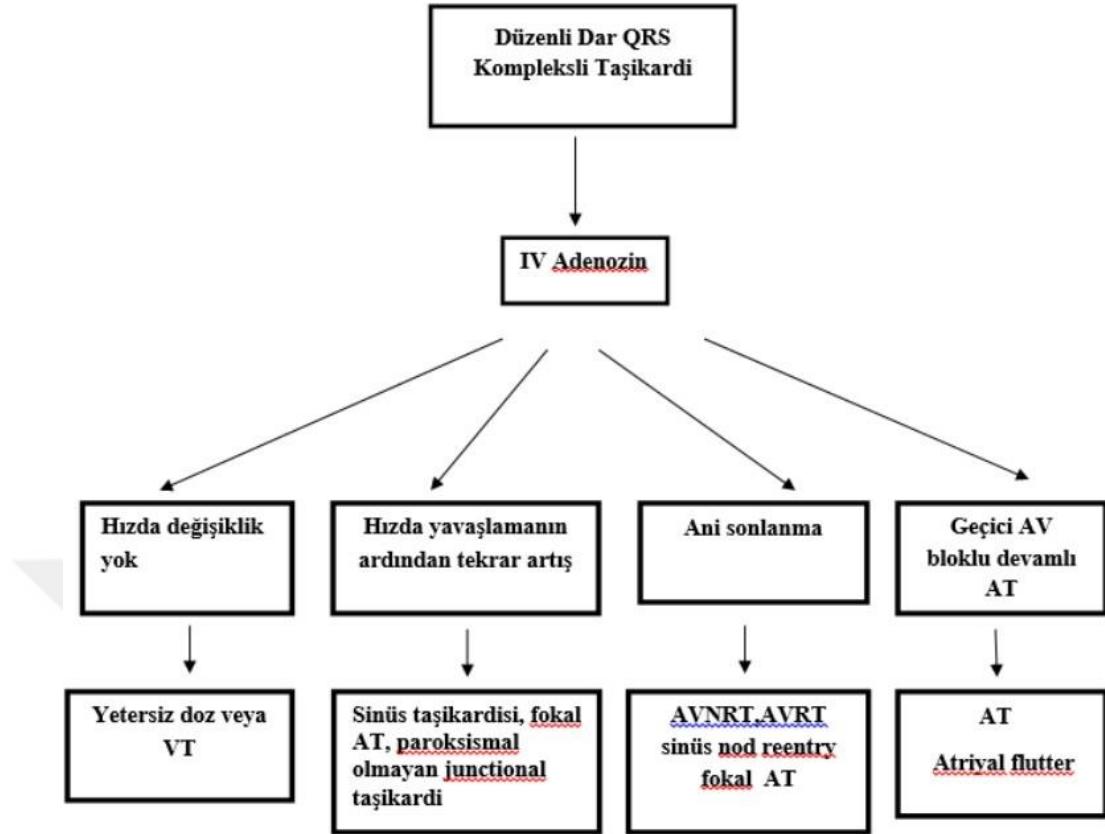 Düzenli Dar QRS
Kompleksli Taşikardi
IV Adenozin
Hızda değişiklik
yok
Hızda yavaşlamanın
ardından tekrar artış
Ani sonlanma
Geçici AV
bloklu devamlı
AT
Yetersiz doz veya
VT
Sinüs taşikardisi, fokal
AT, paroksismal
olmayan junctional
taşikardi
AVNRT,AVRT
sinüs nod reentry
fokal AT
AT
Atriyal flutter